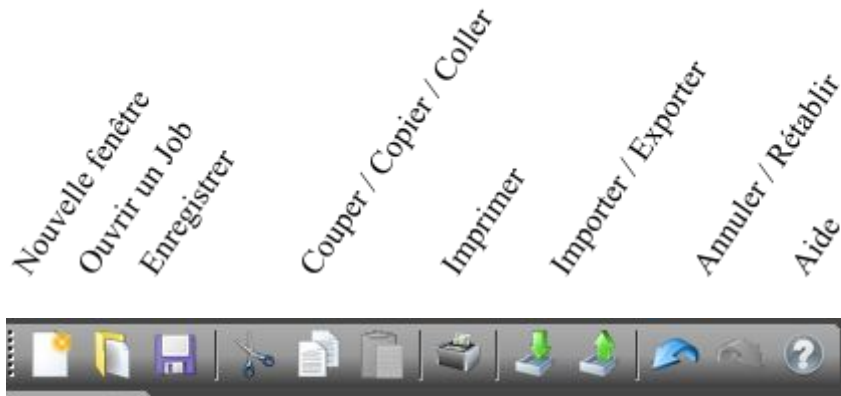 Nouvelle fenêtre
Ouvrir un Job
Enregistrer
Couper / Copier / Coller
Imprimer
Importer / Exporter
Annuler / Rétablir
Aide